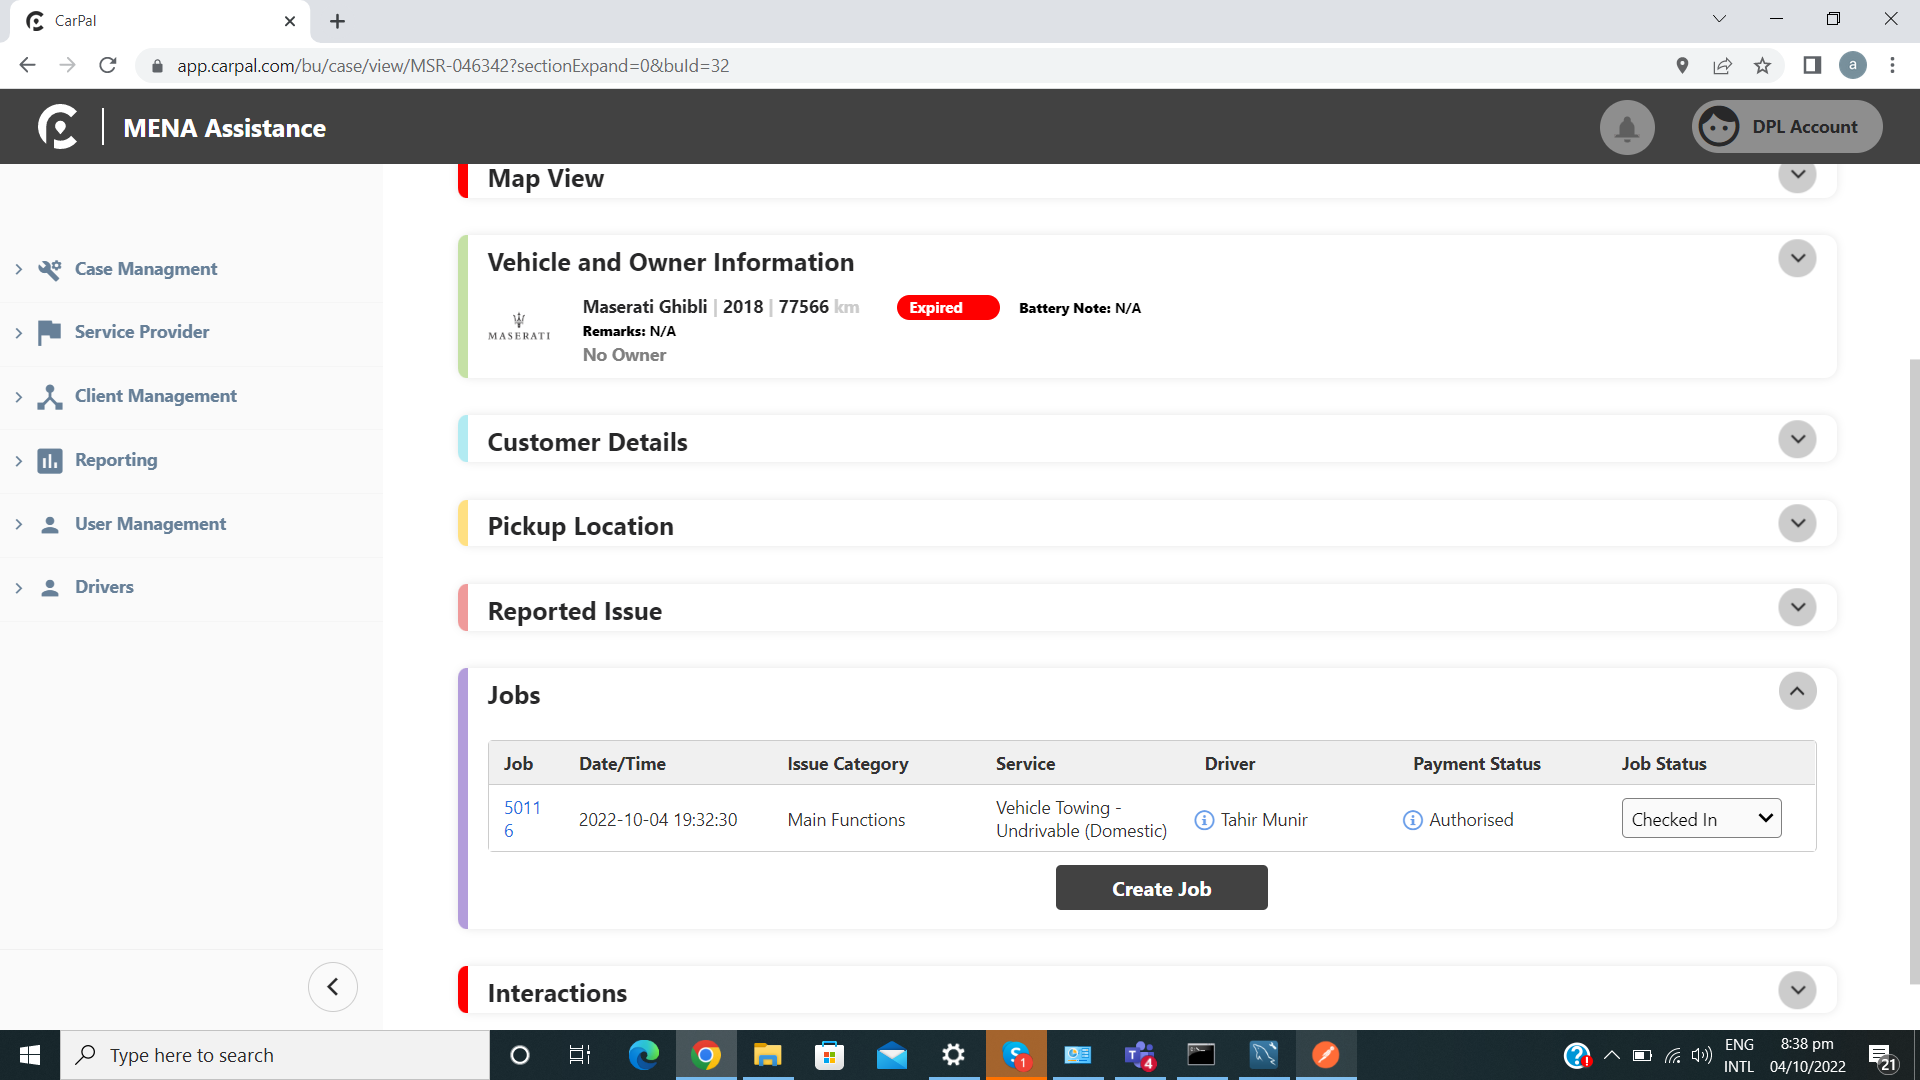 CarPal
app.carpal.com/bu/case/view/MSR-046342?sectionExpand=0&buId=32
a
MENA Assistance
DPL Account
Case Managment
Service Provider
Client Management
Reporting
User Management
Drivers
Map View
Vehicle and Owner Information
MASERATI
Maserati Ghibli | 2018 | 77566 km
Expired
Battery Note: N/A
Remarks: N/A
No Owner
Customer Details
Pickup Location
Reported Issue
Jobs
Job Date/Time Issue Category Service Driver Payment Status Job Status
5011
6
2022-10-04 19:32:30
Main Functions
Vehicle Towing -
Undrivable (Domestic)
Tahir Munir
Authorised
Checked In
Create Job
Interactions
Type here to search
1
4
ENG
INTL
8:38 pm
04/10/2022
21